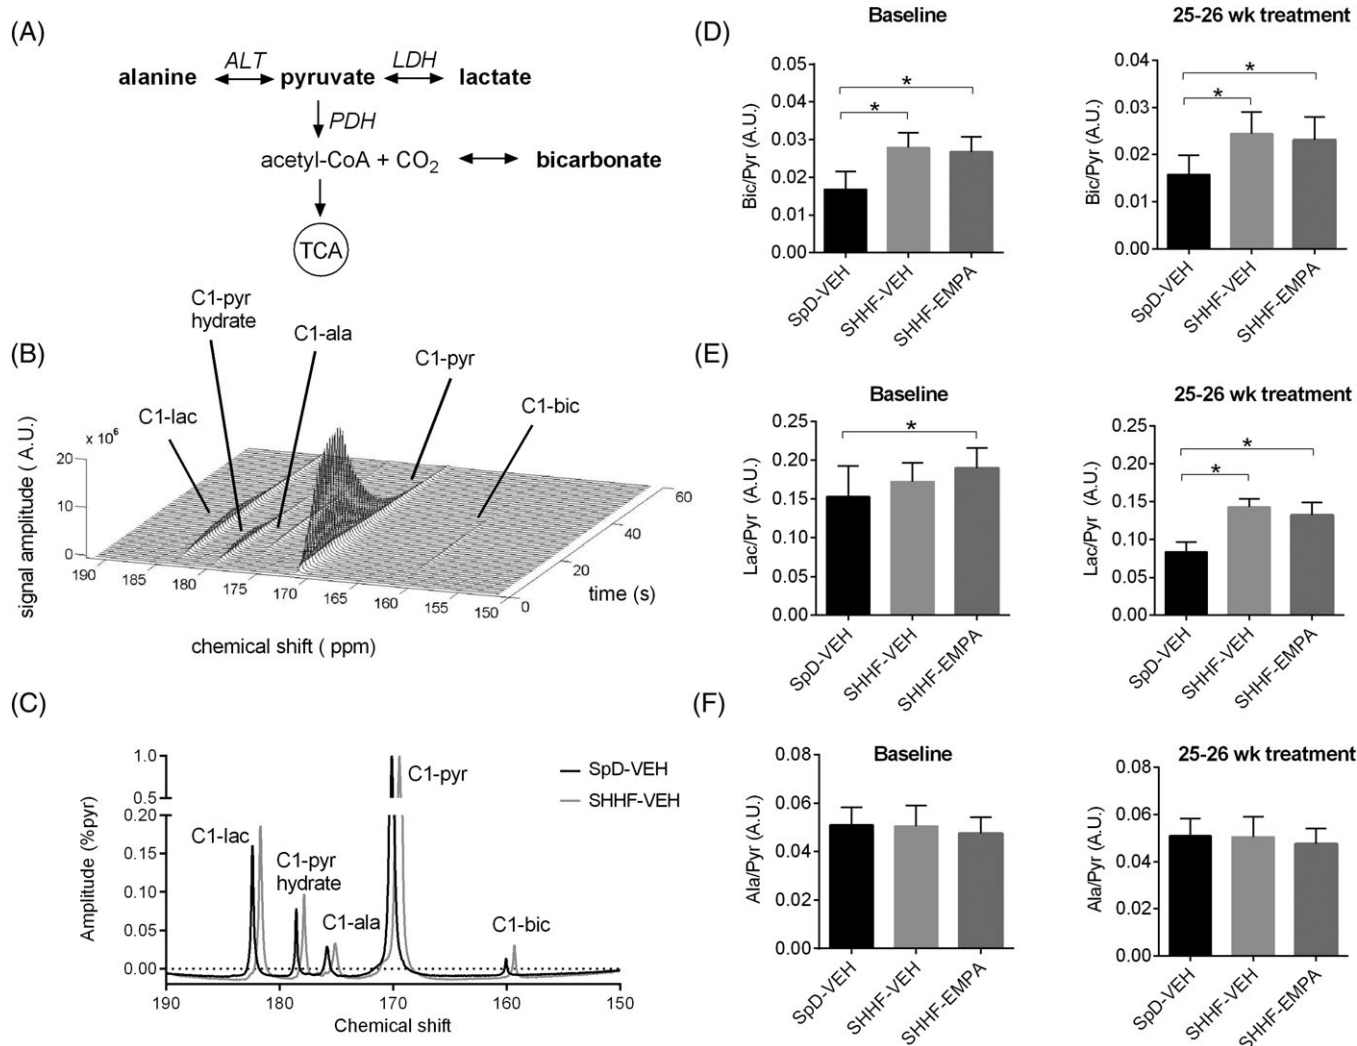 (A)
ALT LDH
alanine pyruvate lactate
PDH
acetyl-CoA + CO2 bicarbonate
TCA
(B)
C1-pyr
hydrate
C1-ala
C1-pyr
C1-lac
C1-bic
x 10^6
20
10
0
signal amplitude ( A.U.)
190 185 180 175 170 165 160 155 150
0 20 40 60
time (s)
chemical shift ( ppm)
(C)
1.0
0.5
0.20
0.15
0.10
0.05
0.00
Amplitude (%pyr)
C1-lac
C1-pyr
hydrate
C1-ala
C1-pyr
C1-bic
SpD-VEH
SHHF-VEH
190 180 170 160 150
Chemical shift
(D)
Baseline
0.05
0.04
0.03
0.02
0.01
0.00
Bic/Pyr (A.U.)
*
*
SpD-VEH
SHHF-VEH
SHHF-EMPA
25-26 wk treatment
0.04
0.03
0.02
0.01
0.00
Bic/Pyr (A.U.)
*
*
SpD-VEH
SHHF-VEH
SHHF-EMPA
(E)
Baseline
0.25
0.20
0.15
0.10
0.05
0.00
Lac/Pyr (A.U.)
*
SpD-VEH
SHHF-VEH
SHHF-EMPA
25-26 wk treatment
0.25
0.20
0.15
0.10
0.05
0.00
Lac/Pyr (A.U.)
*
*
SpD-VEH
SHHF-VEH
SHHF-EMPA
(F)
Baseline
0.08
0.06
0.04
0.02
0.00
Ala/Pyr (A.U.)
SpD-VEH
SHHF-VEH
SHHF-EMPA
25-26 wk treatment
0.08
0.06
0.04
0.02
0.00
Ala/Pyr (A.U.)
SpD-VEH
SHHF-VEH
SHHF-EMPA